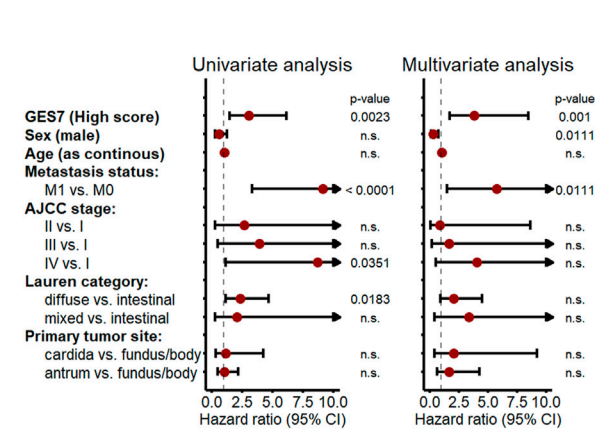 Univariate analysis Multivariate analysis
p-value p-value
GES7 (High score) 0.0023 0.001
Sex (male) n.s. 0.0111
Age (as continous) n.s. n.s.
Metastasis status:
M1 vs. M0 < 0.0001 0.0111
AJCC stage:
II vs. I n.s. n.s.
III vs. I n.s. n.s.
IV vs. I 0.0351 n.s.
Lauren category:
diffuse vs. intestinal 0.0183 n.s.
mixed vs. intestinal n.s. n.s.
Primary tumor site:
cardida vs. fundus/body n.s. n.s.
antrum vs. fundus/body n.s. n.s.
0.0 2.5 5.0 7.5 10.0 0.0 2.5 5.0 7.5 10.0
Hazard ratio (95% CI) Hazard ratio (95% CI)